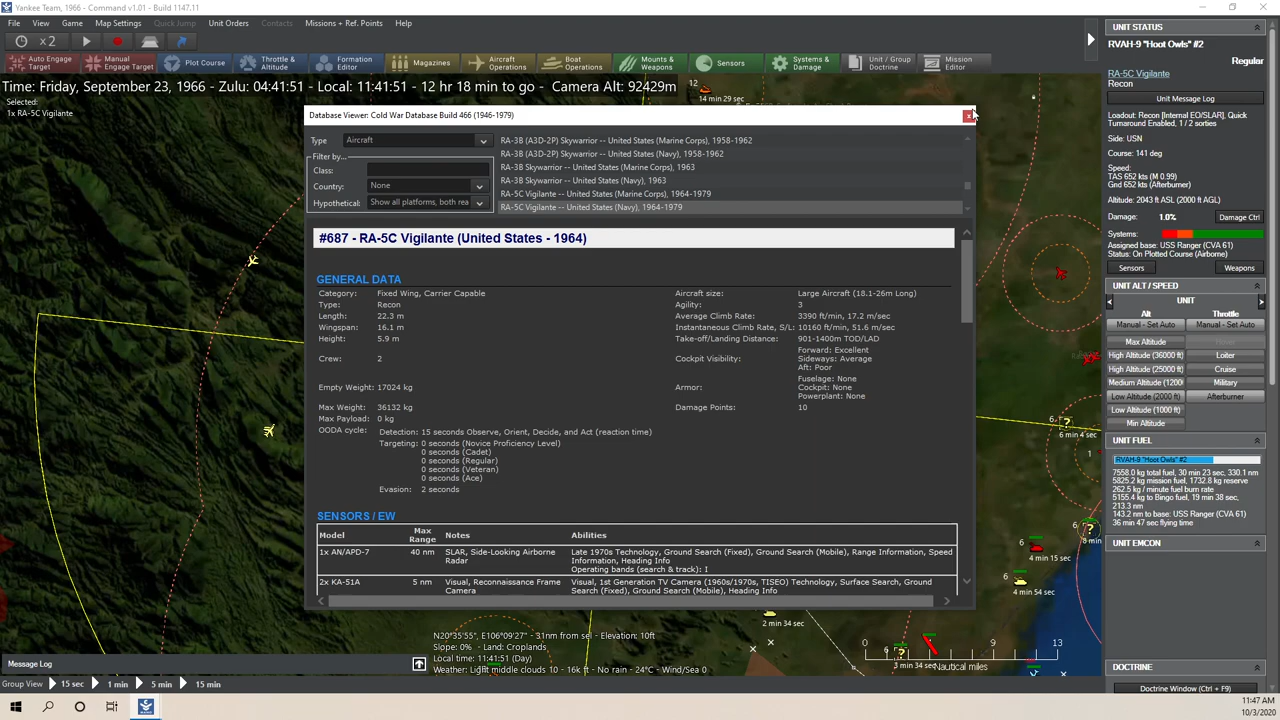 Yankee Team, 1966 - Command v1.01 - Build 1147.11
File View Game Map Settings Quick Jump Unit Orders Contacts Missions + Ref. Points Help
x2
Auto Engage Target
Manual Engage Target
Plot Course
Throttle & Altitude
Formation Editor
Magazines
Aircraft Operations
Boat Operations
Mounts & Weapons
Sensors
Systems & Damage
Unit / Group Doctrine
Mission Editor
Time: Friday, September 23, 1966 - Zulu: 04:41:51 - Local: 11:41:51 - 12 hr 18 min to go - Camera Alt: 92429m
Selected:
1x RA-5C Vigilante
12
14 min 29 sec
Database Viewer: Cold War Database Build 466 (1946-1979)
Type Aircraft
Filter by...
Class:
Country: None
Hypothetical: Show all platforms, both rea
RA-3B (A3D-2P) Skywarrior -- United States (Marine Corps), 1958-1962
RA-3B (A3D-2P) Skywarrior -- United States (Navy), 1958-1962
RA-3B Skywarrior -- United States (Marine Corps), 1963
RA-3B Skywarrior -- United States (Navy), 1963
RA-5C Vigilante -- United States (Marine Corps), 1964-1979
RA-5C Vigilante -- United States (Navy), 1964-1979
#687 - RA-5C Vigilante (United States - 1964)
GENERAL DATA
Category: Fixed Wing, Carrier Capable
Type: Recon
Length: 22.3 m
Wingspan: 16.1 m
Height: 5.9 m
Crew: 2
Empty Weight: 17024 kg
Max Weight: 36132 kg
Max Payload: 0 kg
OODA cycle: Detection: 15 seconds Observe, Orient, Decide, and Act (reaction time)
Targeting:
0 seconds (Novice Proficiency Level)
0 seconds (Cadet)
0 seconds (Regular)
0 seconds (Veteran)
0 seconds (Ace)
Evasion: 2 seconds
Aircraft size: Large Aircraft (18.1-26m Long)
Agility: 3
Average Climb Rate: 3390 ft/min, 17.2 m/sec
Instantaneous Climb Rate, S/L: 10160 ft/min, 51.6 m/sec
Take-off/Landing Distance: 901-1400m TOD/LAD
Cockpit Visibility: Forward: Excellent
Sideways: Average
Aft: Poor
Armor: Fuselage: None
Cockpit: None
Powerplant: None
Damage Points: 10
SENSORS / EW
Model Max Range Notes Abilities
1x AN/APD-7 40 nm SLAR, Side-Looking Airborne Radar Late 1970s Technology, Ground Search (Fixed), Ground Search (Mobile), Range Information, Speed Information, Heading Info
Operating bands (search & track): I
2x KA-51A 5 nm Visual, Reconnaissance Frame Camera Visual, 1st Generation TV Camera (1960s/1970s, TISEO) Technology, Surface Search, Ground Search (Fixed), Ground Search (Mobile), Heading Info
6 min 4 sec
8 min
4 min 54 sec
4 min 34 sec
2 min 34 sec
3 min 34 sec
N20°35'55", E106°09'27" - 31nm from sel - Elevation: 10ft
Slope: 0% - Land: Croplands
Local time: 11:41:51 (Day)
Weather: Light middle clouds 10 - 16k ft - No rain - 24°C - Wind/Sea 0
0 9 13
Nautical miles
Message Log
Group View 15 sec 1 min 5 min 15 min
UNIT STATUS
RVAH-9 "Hoot Owls" #2
Regular
RA-5C Vigilante
Recon
Unit Message Log
Loadout: Recon [Internal EO/SLAR], Quick
Turnaround Enabled, 1 / 2 sorties
Side: USN
Course: 141 deg
Speed:
TAS 652 kts (M 0.99)
Gnd 652 kts (Afterburner)
Altitude: 2043 ft ASL (2000 ft AGL)
Damage: 1.0% Damage Ctrl
Systems:
Assigned base: USS Ranger (CVA 61)
Status: On Plotted Course (Airborne)
Sensors Weapons
UNIT ALT / SPEED
UNIT
Alt Throttle
Manual - Set Auto Manual - Set Auto
Max Altitude
High Altitude (36000 ft) Loiter
High Altitude (25000 ft) Cruise
Medium Altitude (1200 Military
Low Altitude (2000 ft) Afterburner
Low Altitude (1000 ft)
Min Altitude
UNIT FUEL
RVAH-9 "Hoot Owls" #2
7558.0 kg total fuel, 30 min 23 sec, 330.1 nm
5825.2 kg mission fuel, 1732.8 kg reserve
262.5 kg / minute fuel burn rate
5155.4 kg to Bingo fuel, 19 min 38 sec,
213.3 nm
143.2 nm to base: USS Ranger (CVA 61)
36 min 47 sec flying time
UNIT EMCON
DOCTRINE
Doctrine Window (Ctrl + F9)
11:47 AM
10/3/2020